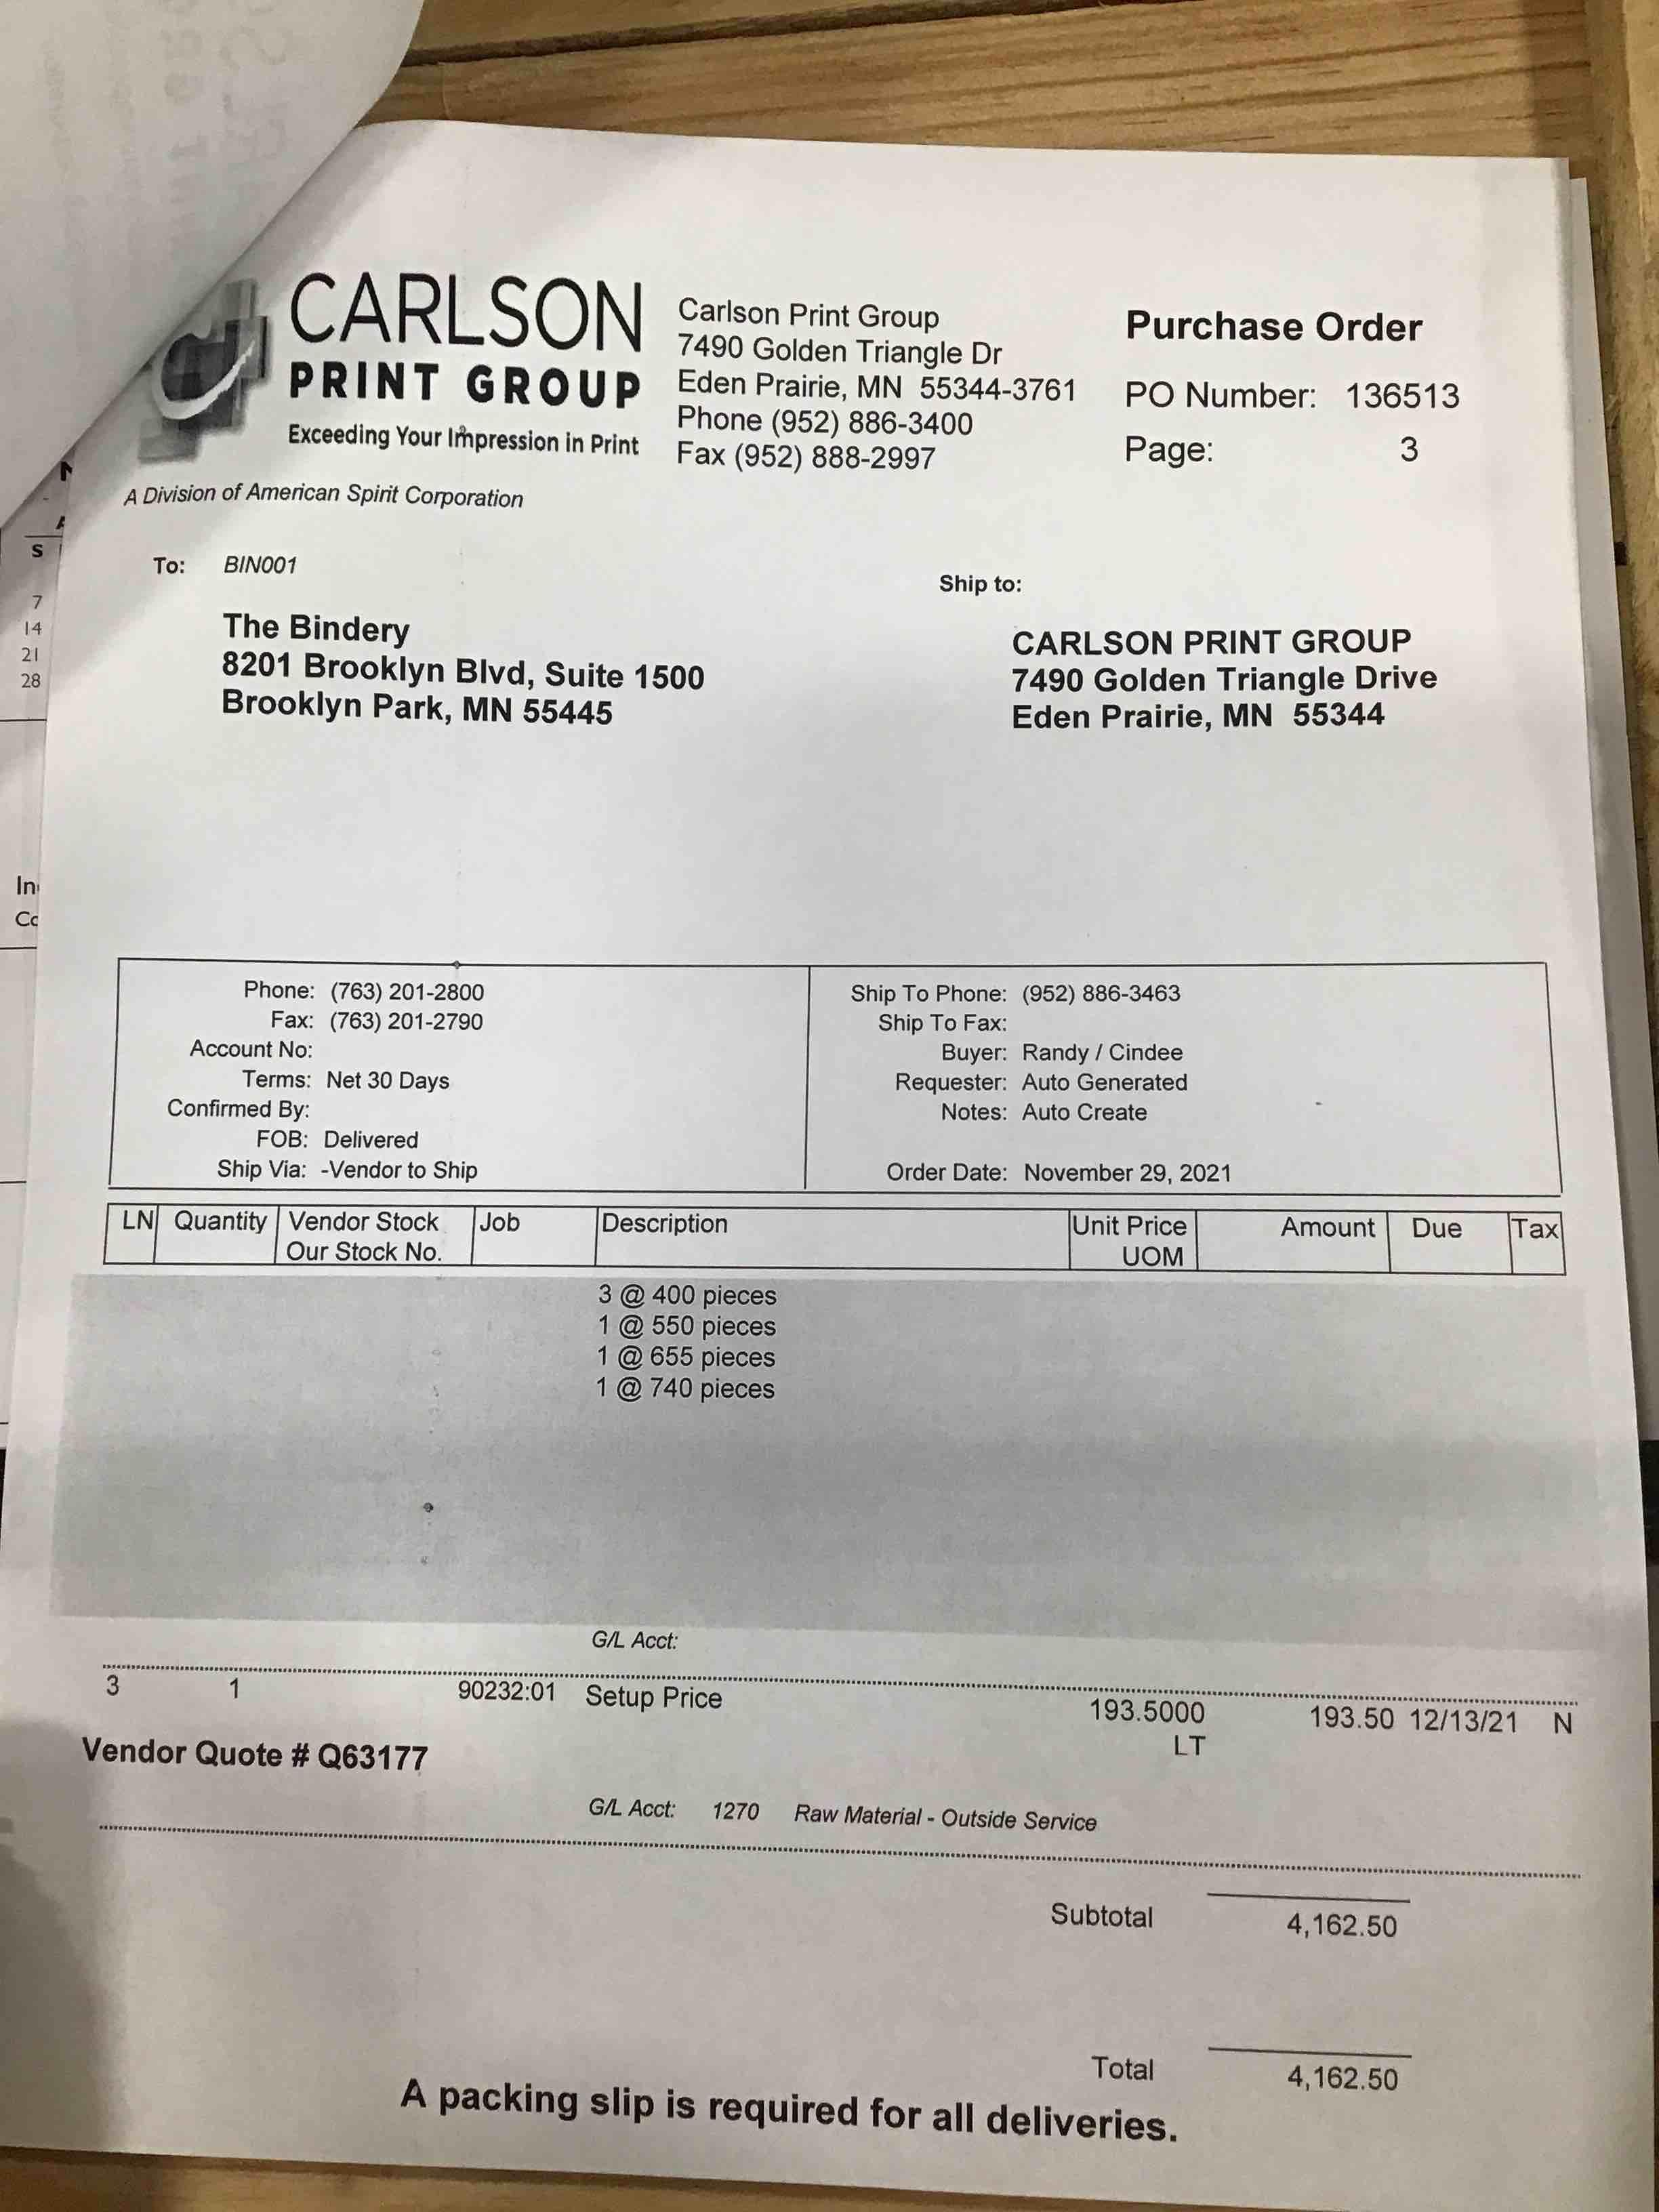 CARLSON
PRINT GROUP
Exceeding Your Impression in Print
A Division of American Spirit Corporation
Carlson Print Group
7490 Golden Triangle Dr
Eden Prairie, MN 55344-3761
Phone (952) 886-3400
Fax (952) 888-2997
Purchase Order
PO Number: 136513
Page: 3
To: BIN001
The Bindery
8201 Brooklyn Blvd, Suite 1500
Brooklyn Park, MN 55445
Ship to:
CARLSON PRINT GROUP
7490 Golden Triangle Drive
Eden Prairie, MN 55344
S
7
14
21
28
Phone: (763) 201-2800
Fax: (763) 201-2790
Account No:
Terms: Net 30 Days
Confirmed By:
FOB: Delivered
Ship Via: -Vendor to Ship
Ship To Phone: (952) 886-3463
Ship To Fax:
Buyer: Randy / Cindee
Requester: Auto Generated
Notes: Auto Create
Order Date: November 29, 2021
LN Quantity Vendor Stock Job Description Unit Price Amount Due Tax
Our Stock No. UOM
3 @ 400 pieces
1 @ 550 pieces
1 @ 655 pieces
1 @ 740 pieces
G/L Acct:
3 1 90232:01 Setup Price 193.5000 193.50 12/13/21 N
LT
Vendor Quote # Q63177
G/L Acct: 1270 Raw Material - Outside Service
Subtotal 4,162.50
Total 4,162.50
A packing slip is required for all deliveries.